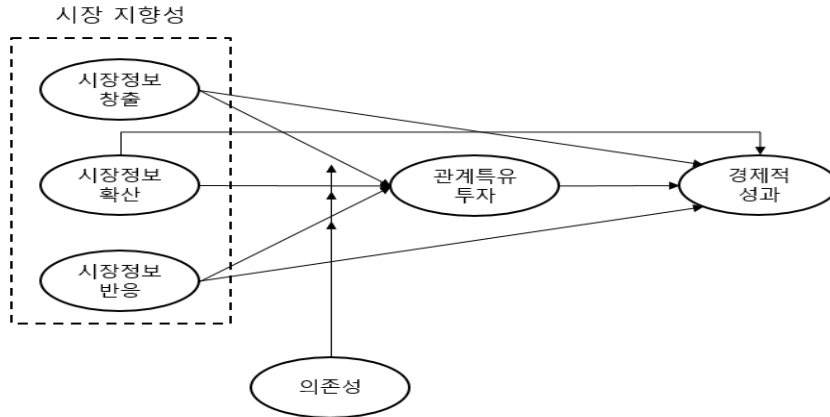 시장 지향성
시장정보
창출
시장정보
확산
관계특유
투자
경제적
성과
시장정보
반응
의존성